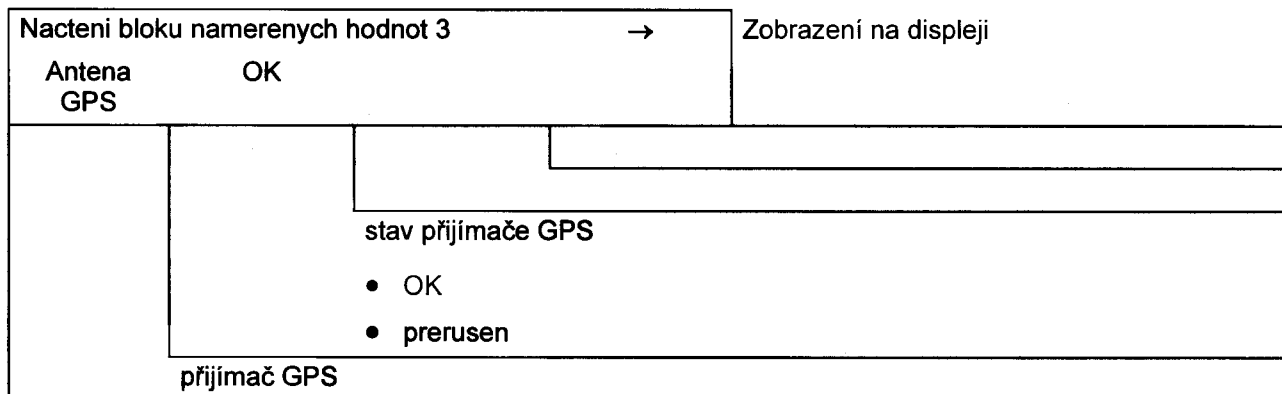 Nacteni bloku namerenych hodnot 3 → Zobrazení na displeji
Antena OK
GPS
stav přijímače GPS
• OK
• prerusen
přijímač GPS